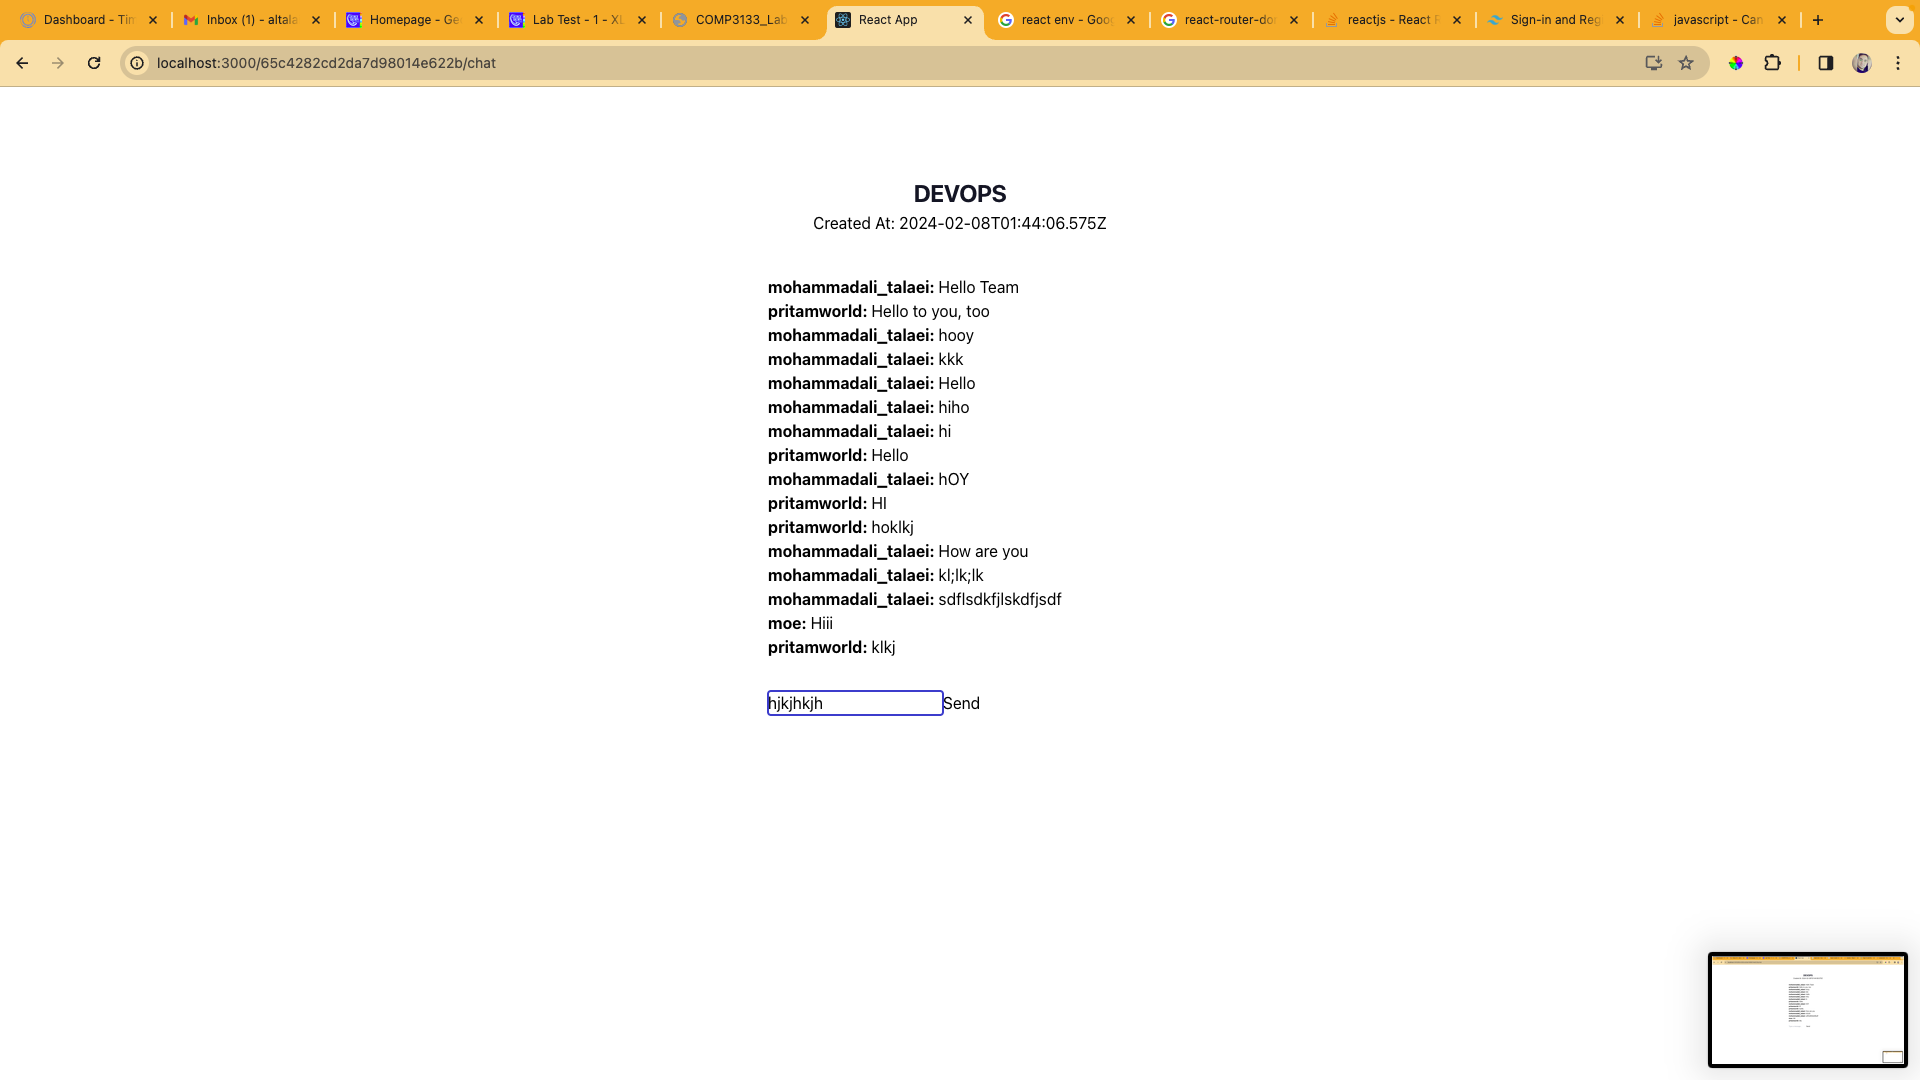 Dashboard - Tim
Inbox (1) - altala
Homepage - Ge
Lab Test - 1 - XL
COMP3133_Lab
React App
react env - Goog
react-router-dor
reactjs - React R
Sign-in and Reg
javascript - Can
localhost:3000/65c4282cd2da7d98014e622b/chat
DEVOPS
Created At: 2024-02-08T01:44:06.575Z
mohammadali_talaei: Hello Team
pritamworld: Hello to you, too
mohammadali_talaei: hooy
mohammadali_talaei: kkk
mohammadali_talaei: Hello
mohammadali_talaei: hiho
mohammadali_talaei: hi
pritamworld: Hello
mohammadali_talaei: hOY
pritamworld: HI
pritamworld: hoklkj
mohammadali_talaei: How are you
mohammadali_talaei: kl;lk;lk
mohammadali_talaei: sdflsdkfjlskdfjsdf
moe: Hiii
pritamworld: klkj
hjkjhkjh Send